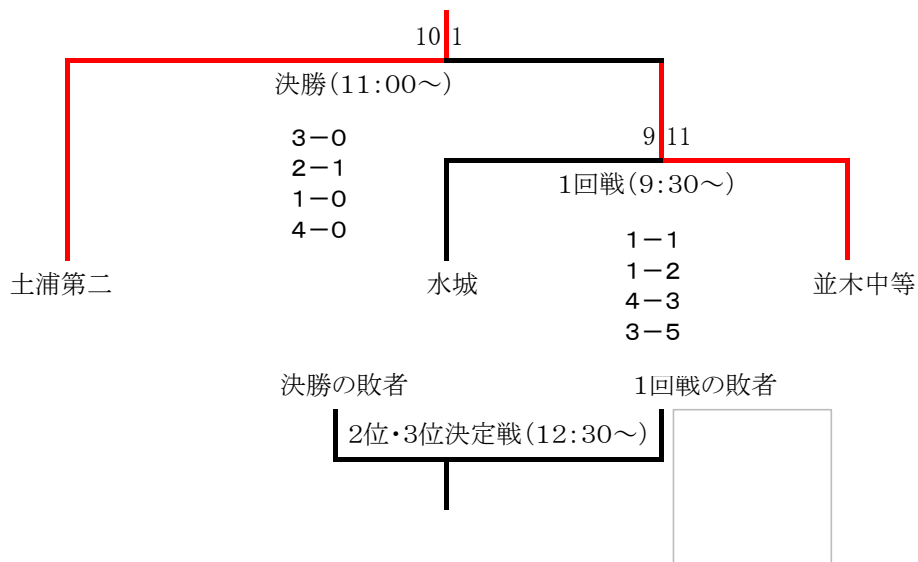 10 1
決勝(11:00～)
3－0
2－1
1－0
4－0
9 11
1回戦(9:30～)
1－1
1－2
4－3
3－5
土浦第二
水城
並木中等
決勝の敗者
1回戦の敗者
2位・3位決定戦(12:30～)